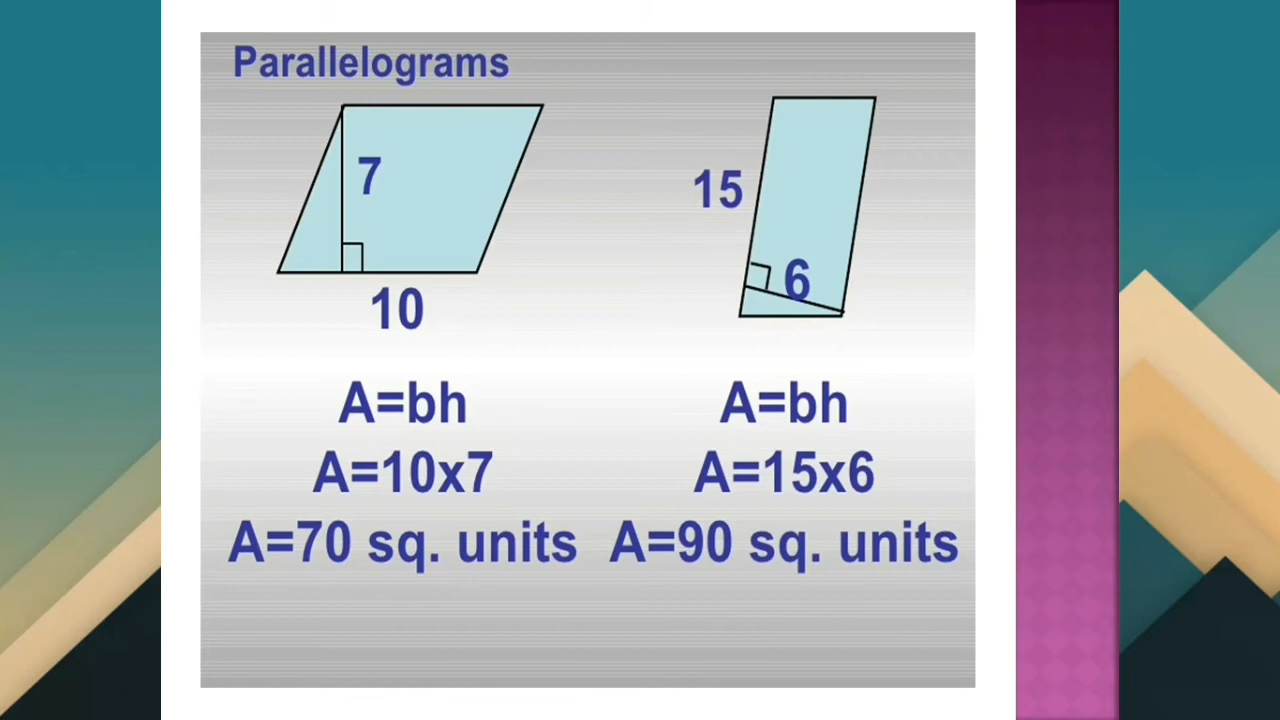 Parallelograms
7
10
15
6
A=bh
A=10x7
A=70 sq. units
A=bh
A=15x6
A=90 sq. units